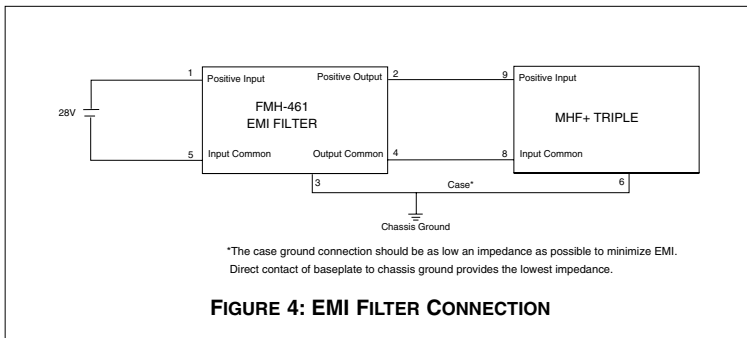 1 Positive Input Positive Output 2 9 Positive Input
28V FMH-461 EMI FILTER MHF+ TRIPLE
5 Input Common Output Common 4 8 Input Common
3 Case* 6
Chassis Ground
*The case ground connection should be as low an impedance as possible to minimize EMI.
Direct contact of baseplate to chassis ground provides the lowest impedance.
FIGURE 4: EMI FILTER CONNECTION